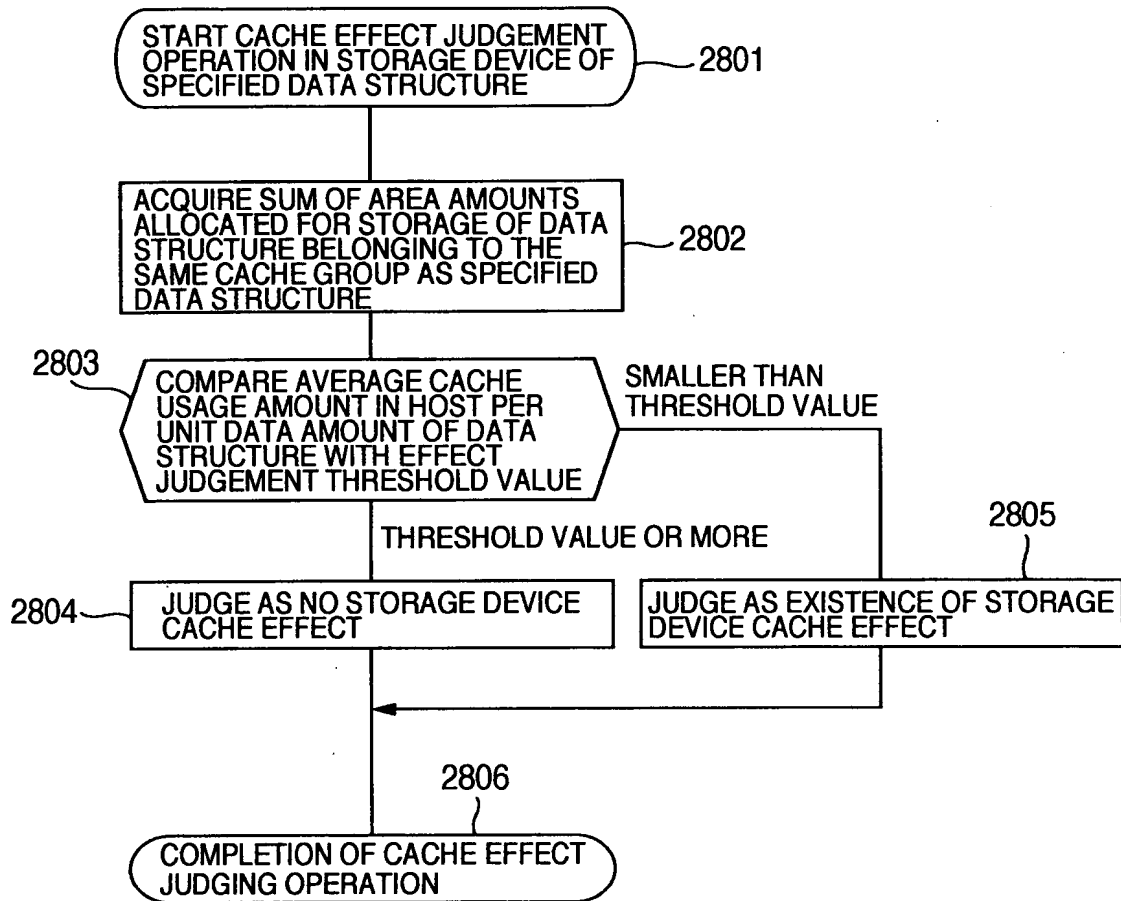 START CACHE EFFECT JUDGEMENT
OPERATION IN STORAGE DEVICE OF
SPECIFIED DATA STRUCTURE
2801
ACQUIRE SUM OF AREA AMOUNTS
ALLOCATED FOR STORAGE OF DATA
STRUCTURE BELONGING TO THE
SAME CACHE GROUP AS SPECIFIED
DATA STRUCTURE
2802
2803
COMPARE AVERAGE CACHE
USAGE AMOUNT IN HOST PER
UNIT DATA AMOUNT OF DATA
STRUCTURE WITH EFFECT
JUDGEMENT THRESHOLD VALUE
SMALLER THAN
THRESHOLD VALUE
THRESHOLD VALUE OR MORE
2804
JUDGE AS NO STORAGE DEVICE
CACHE EFFECT
2805
JUDGE AS EXISTENCE OF STORAGE
DEVICE CACHE EFFECT
2806
COMPLETION OF CACHE EFFECT
JUDGING OPERATION